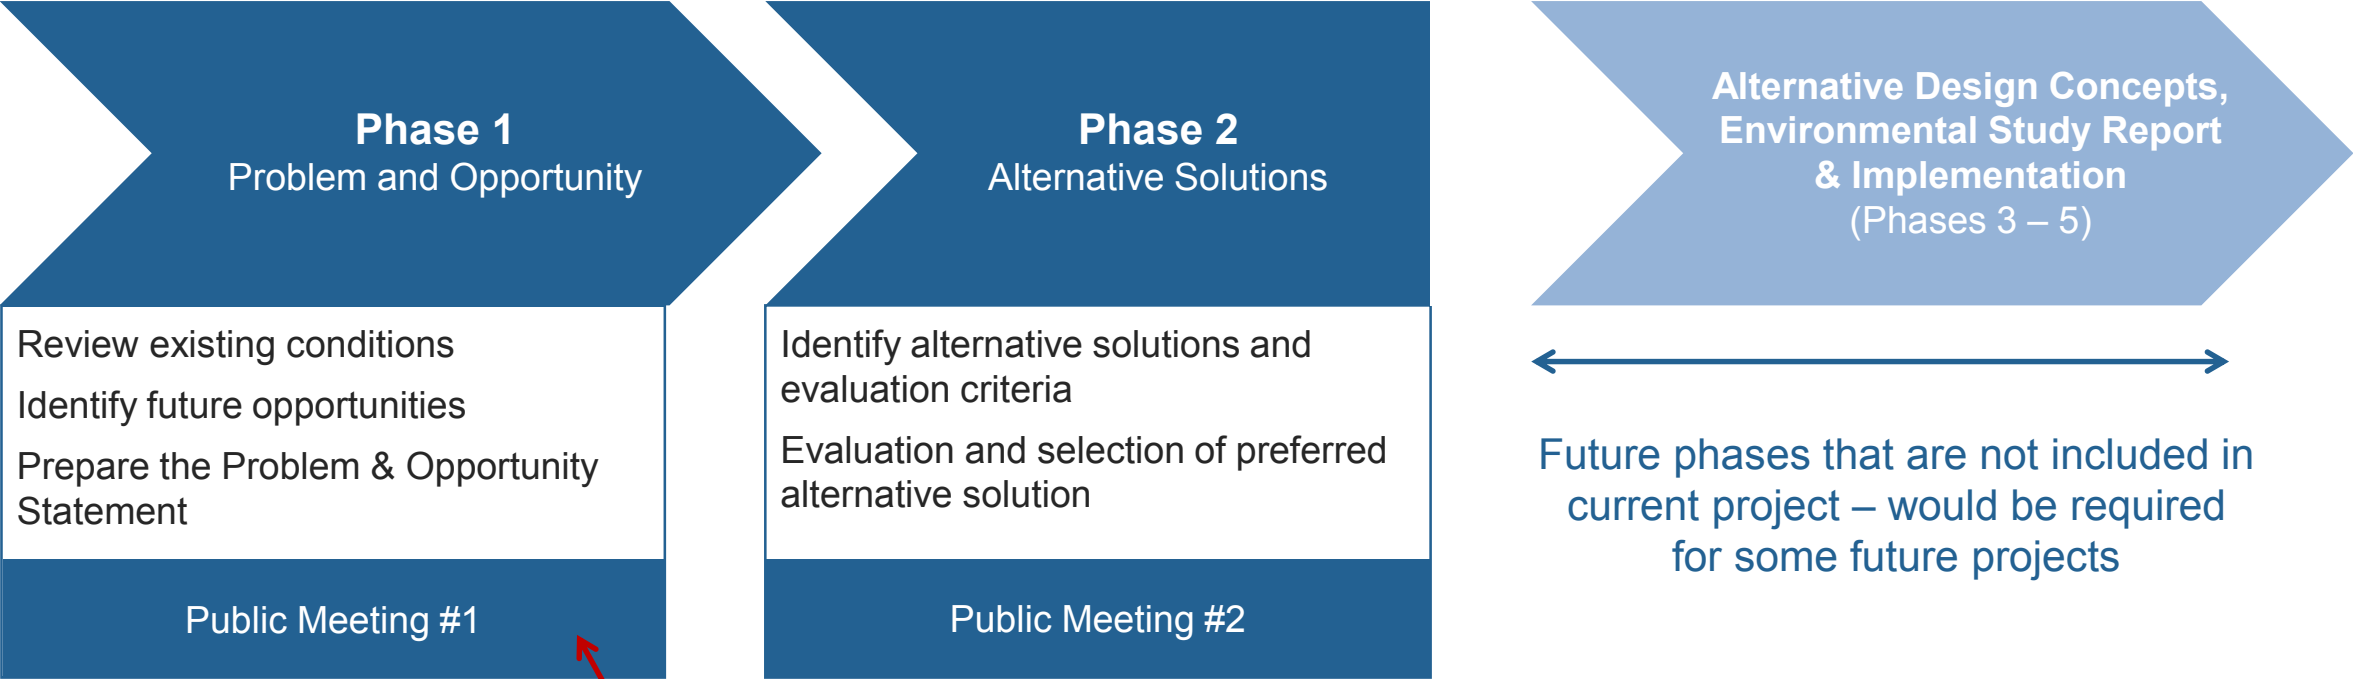 Phase 1
Problem and Opportunity
Review existing conditions
Identify future opportunities
Prepare the Problem & Opportunity
Statement
Public Meeting #1
Phase 2
Alternative Solutions
Identify alternative solutions and
evaluation criteria
Evaluation and selection of preferred
alternative solution
Public Meeting #2
Alternative Design Concepts,
Environmental Study Report
& Implementation
(Phases 3 – 5)
Future phases that are not included in
current project – would be required
for some future projects